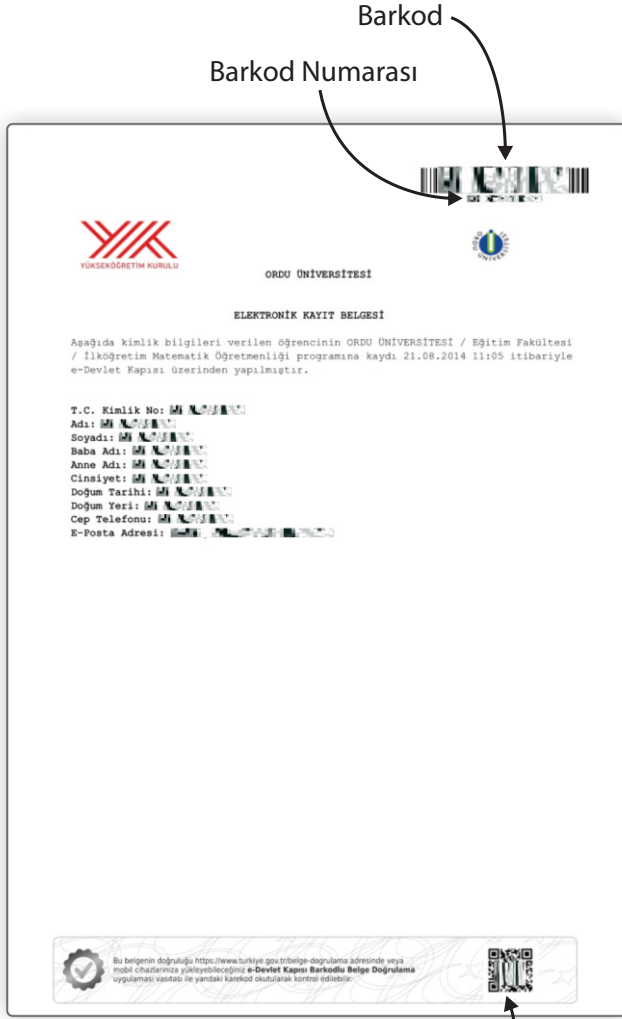 Barkod
Barkod Numarası
YÜKSEKÖĞRETİM KURULU
ORDU ÜNİVERSİTESİ
ORDU ÜNİVERSİTESİ
ELEKTRONİK KAYIT BELGESİ
Aşağıda kimlik bilgileri verilen öğrencinin ORDU ÜNİVERSİTESİ / Eğitim Fakültesi
/ İlköğretim Matematik Öğretmenliği programına kaydı 21.08.2014 11:05 itibariyle
e-Devlet Kapısı üzerinden yapılmıştır.
T.C. Kimlik No:
Adı:
Soyadı:
Baba Adı:
Anne Adı:
Cinsiyet:
Doğum Tarihi:
Doğum Yeri:
Cep Telefonu:
E-Posta Adresi:
Bu belgenin doğruluğu https://www.turkiye.gov.tr/belge-dogrulama adresinde veya
mobil cihazlarınıza yükleyebileceğiniz e-Devlet Kapısı Barkodlu Belge Doğrulama
uygulaması vasıtası ile yandaki karekod okutularak kontrol edilebilir.